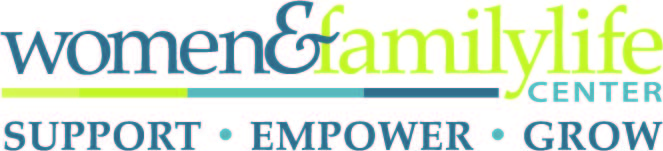 women&familylife
CENTER
SUPPORT • EMPOWER • GROW